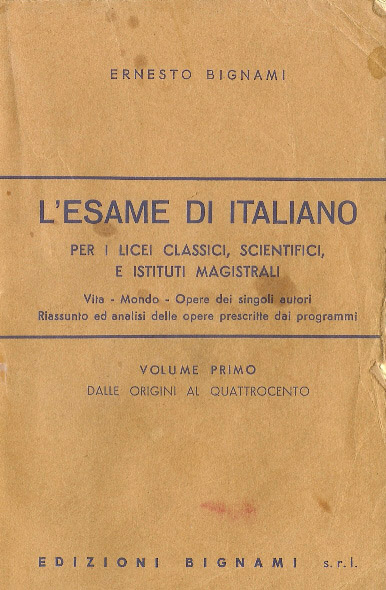 ERNESTO BIGNAMI
L'ESAME DI ITALIANO
PER I LICEI CLASSICI, SCIENTIFICI,
E ISTITUTI MAGISTRALI
Vita - Mondo - Opere dei singoli autori
Riassunto ed analisi delle opere prescritte dai programmi
VOLUME PRIMO
DALLE ORIGINI AL QUATTROCENTO
EDIZIONI BIGNAMI s.r.l.